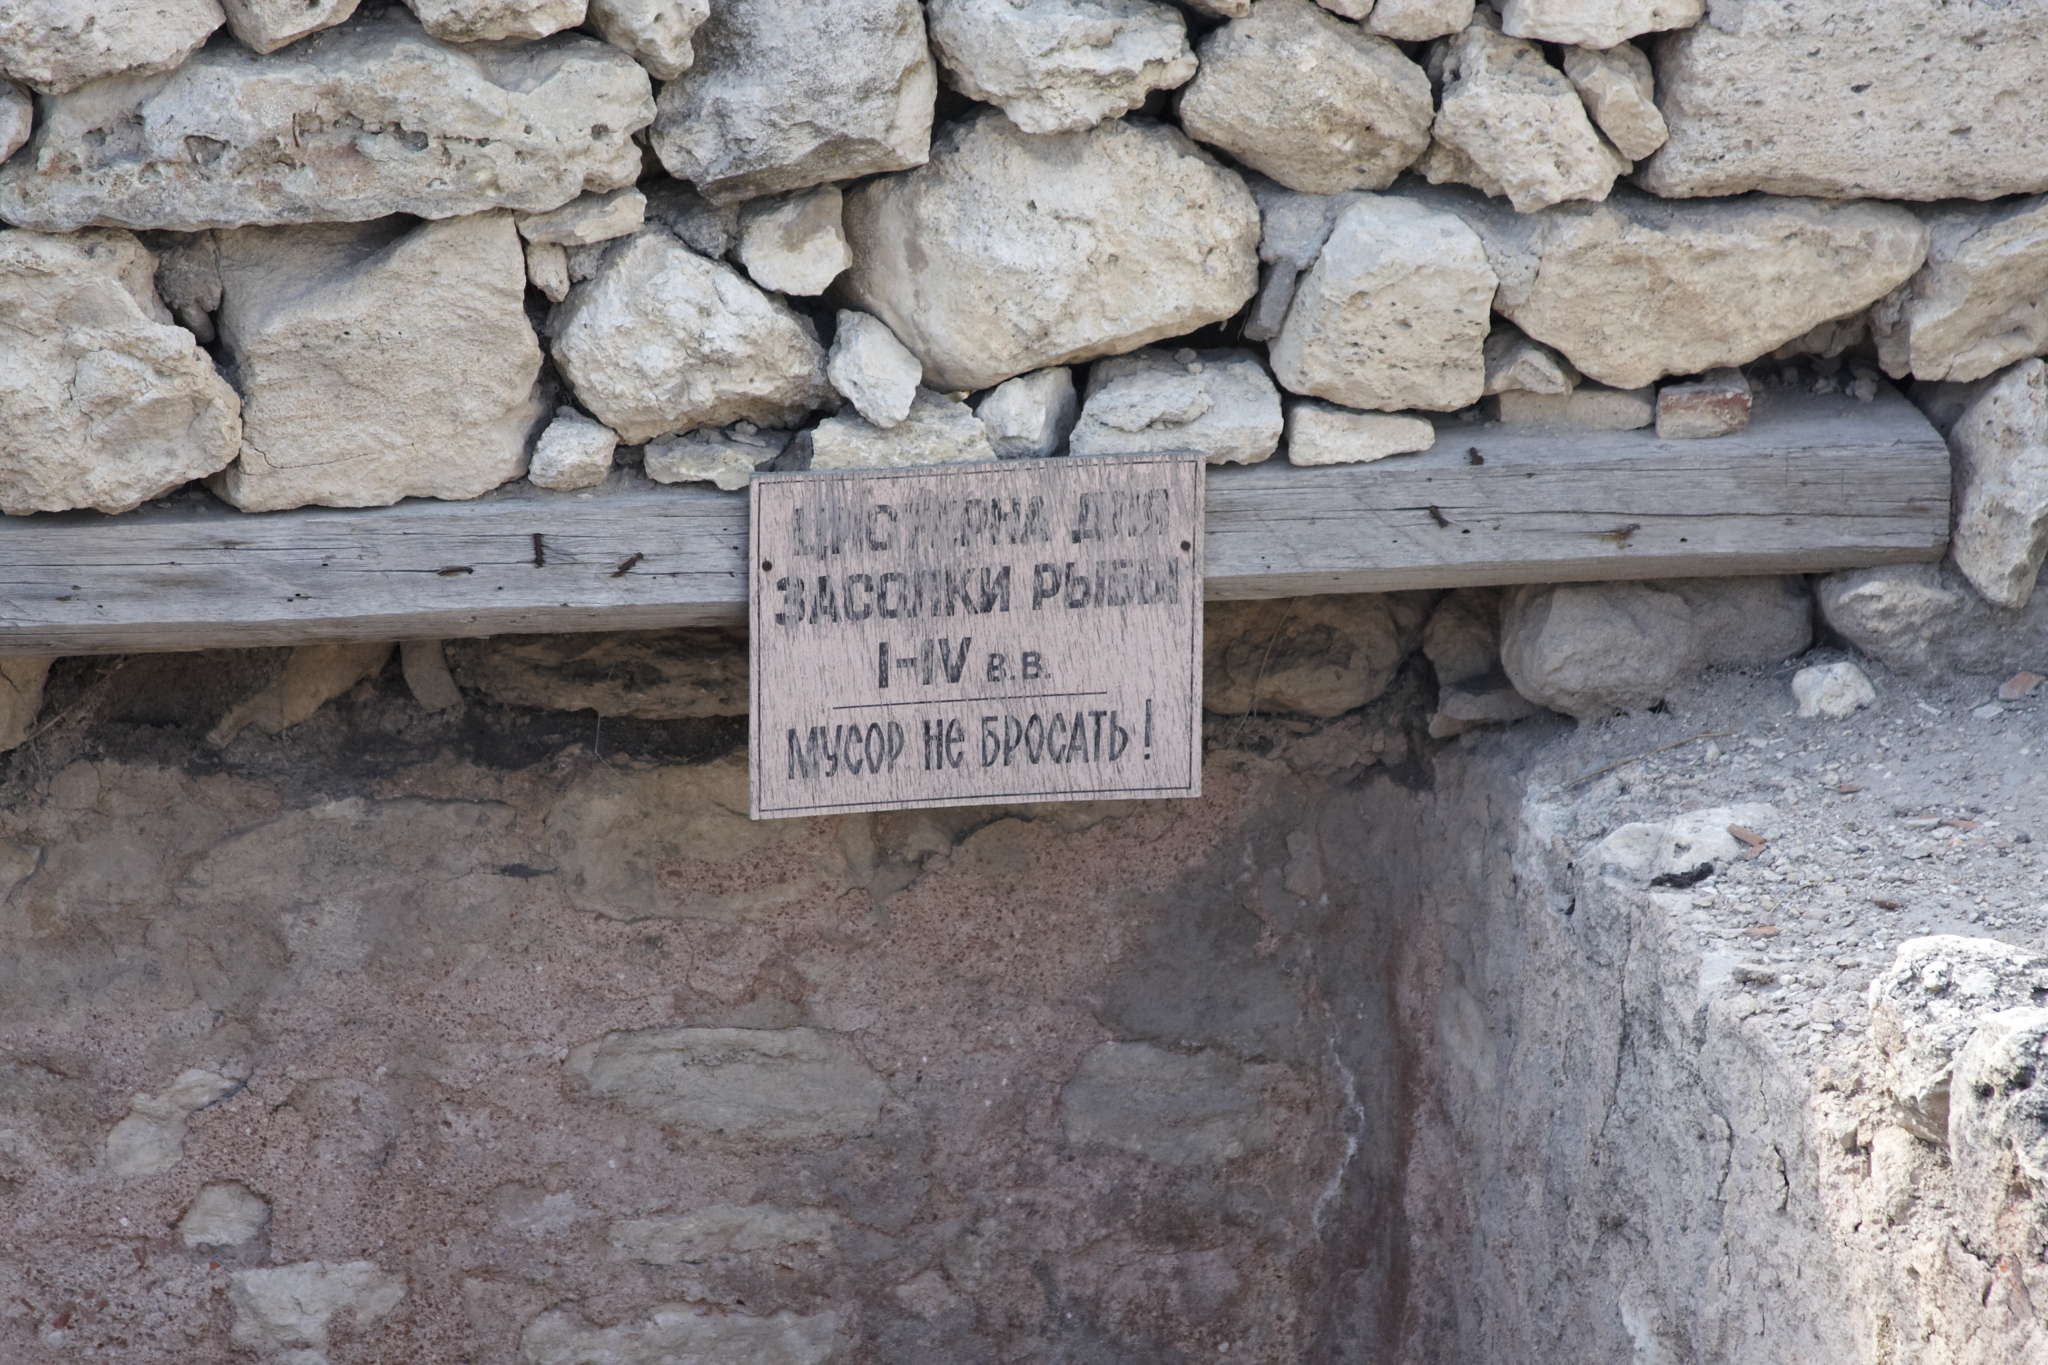 ЦИСТЕРНА ДЛЯ
ЗАСОЛКИ РЫБЫ
I-IV в.в.
МУСОР НЕ БРОСАТЬ!